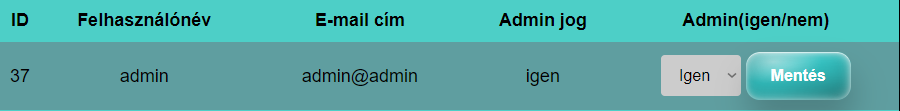 ID Felhasználónév E-mail cím Admin jog Admin(igen/nem)
37 admin admin@admin igen Igen Mentés